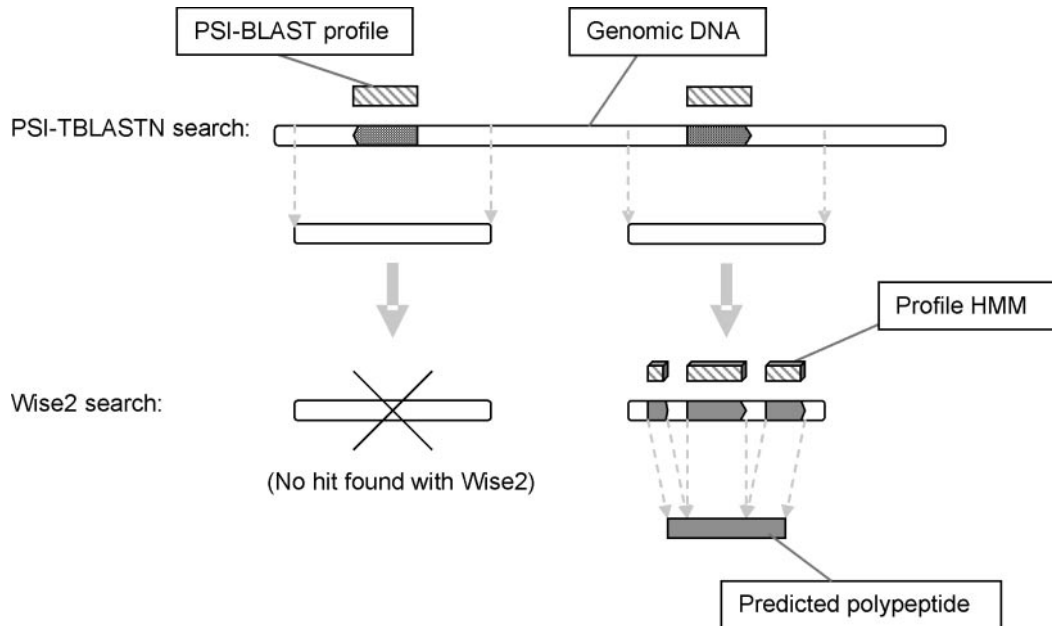 PSI-BLAST profile
Genomic DNA
PSI-TBLASTN search:
Profile HMM
Wise2 search:
(No hit found with Wise2)
Predicted polypeptide